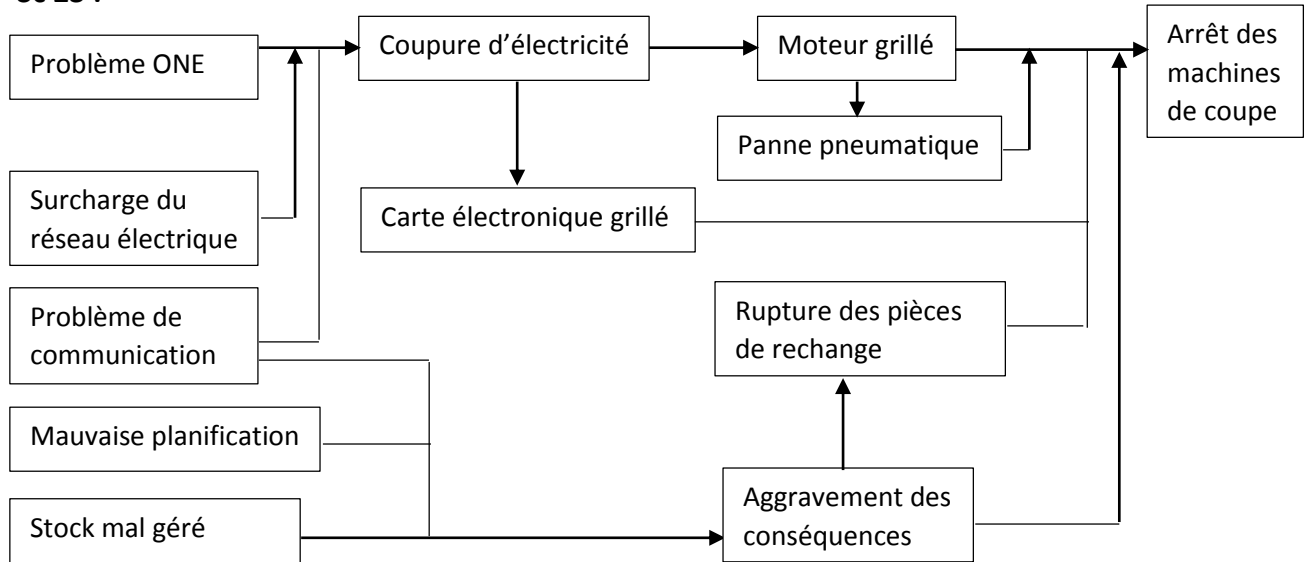 Problème ONE
Coupure d’électricité
Moteur grillé
Arrêt des
machines
de coupe
Panne pneumatique
Surcharge du
réseau électrique
Carte électronique grillé
Problème de
communication
Rupture des pièces
de rechange
Mauvaise planification
Stock mal géré
Aggravement des
conséquences